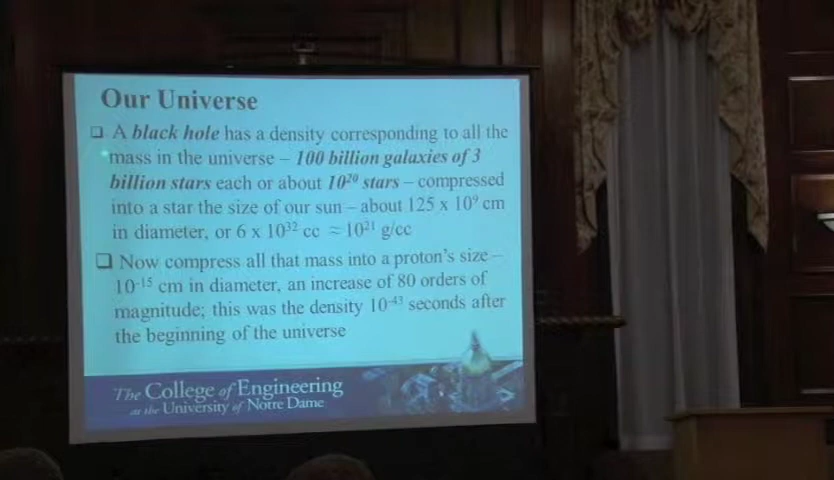 Our Universe
❑ A black hole has a density corresponding to all the
mass in the universe – 100 billion galaxies of 3
billion stars each or about 10²⁰ stars – compressed
into a star the size of our sun – about 125 x 10⁹ cm
in diameter, or 6 x 10³² cc ≈ 10²¹ g/cc
❑ Now compress all that mass into a proton's size –
10⁻¹⁵ cm in diameter, an increase of 80 orders of
magnitude; this was the density 10⁻⁴³ seconds after
the beginning of the universe
The College of Engineering
at the University of Notre Dame